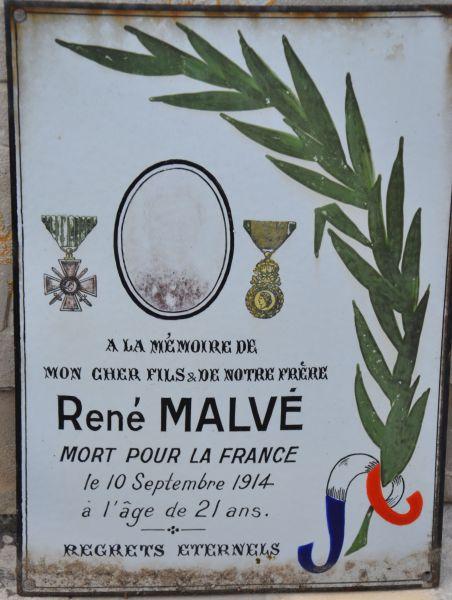 A LA MÉMOIRE DE
MON CHER FILS & DE NOTRE FRÈRE
René MALVÉ
MORT POUR LA FRANCE
le 10 Septembre 1914
à l'âge de 21 ans.
REGRETS ETERNELS